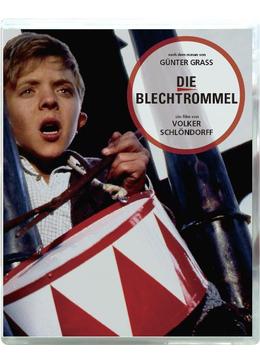 nach dem roman von
GÜNTER GRASS
DIE
BLECHTROMMEL
ein film von
VOLKER
SCHLÖNDORFF